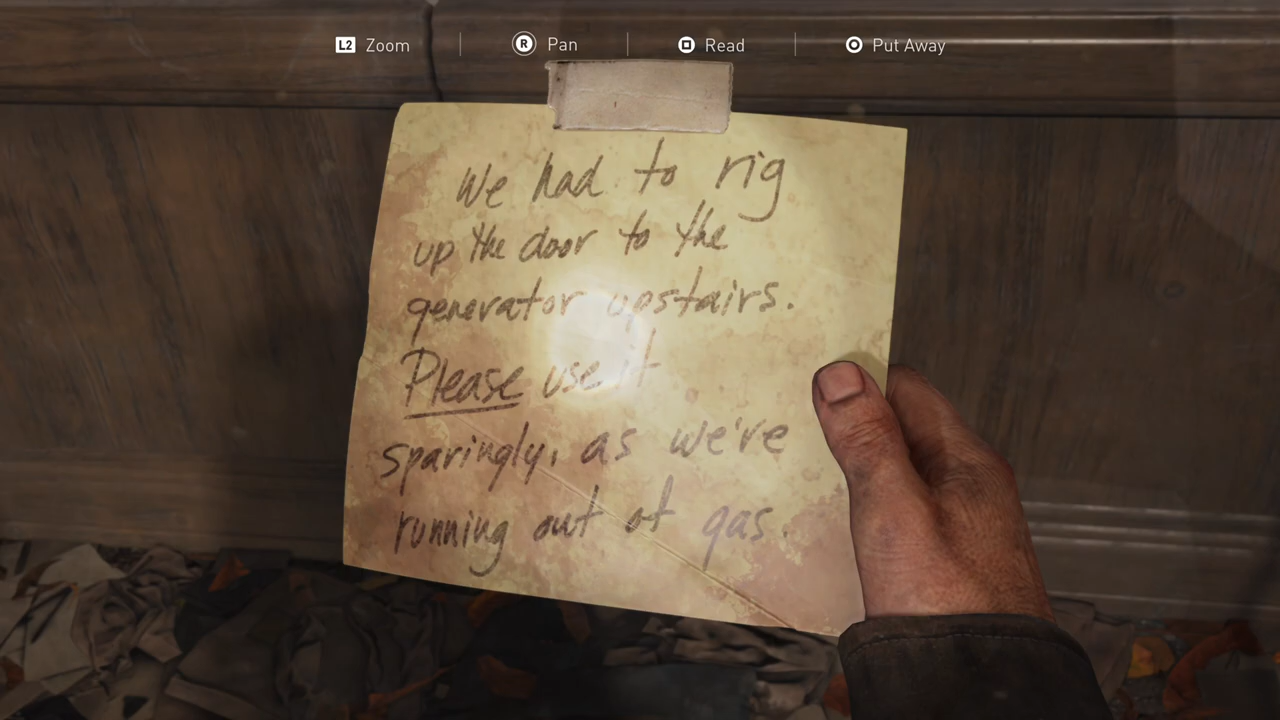 L2 Zoom R Pan Read Put Away
We had to rig
up the door to the
generator upstairs.
Please use it
sparingly, as we're
running out of gas.